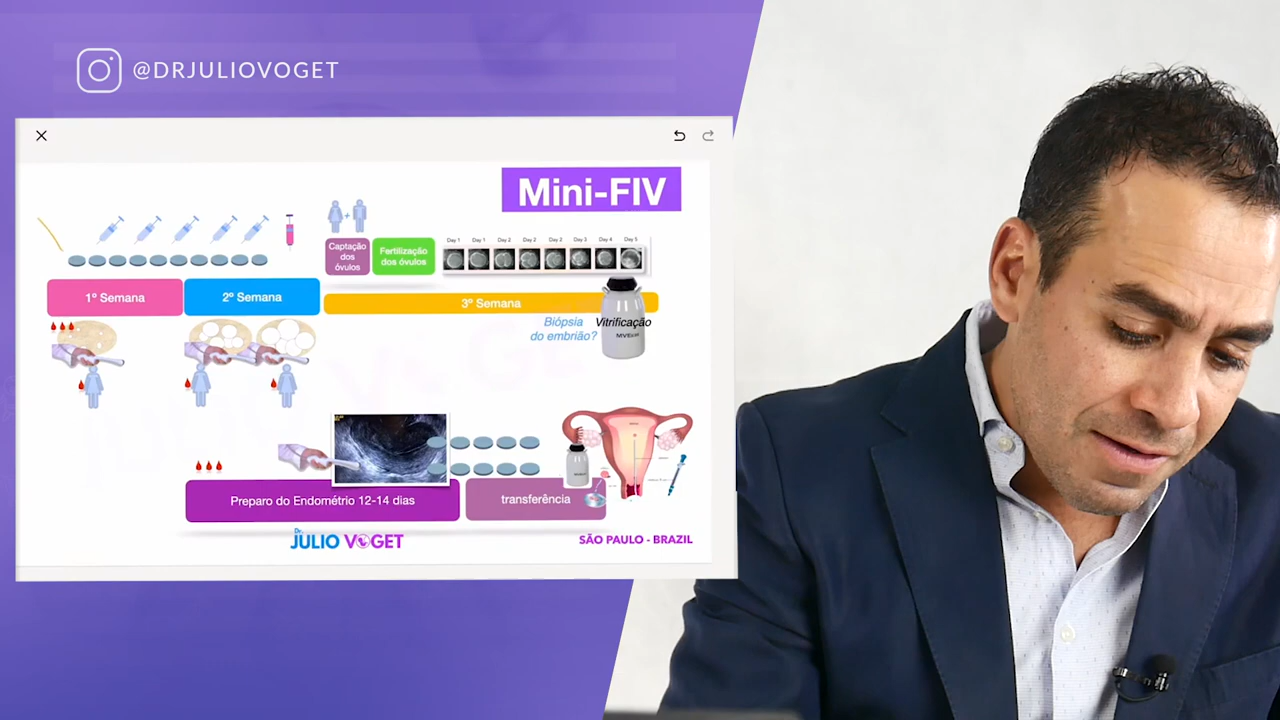 @DRJULIOVOGET
Mini-FIV
Captação
dos
óvulos
Fertilização
dos óvulos
Day 1 Day 1 Day 2 Day 2 Day 2 Day 3 Day 4 Day 5
1º Semana
2º Semana
3º Semana
Biópsia
do embrião?
Vitrificação
Preparo do Endométrio 12-14 dias
transferência
Dr.
JULIO VOGET
SÃO PAULO - BRAZIL